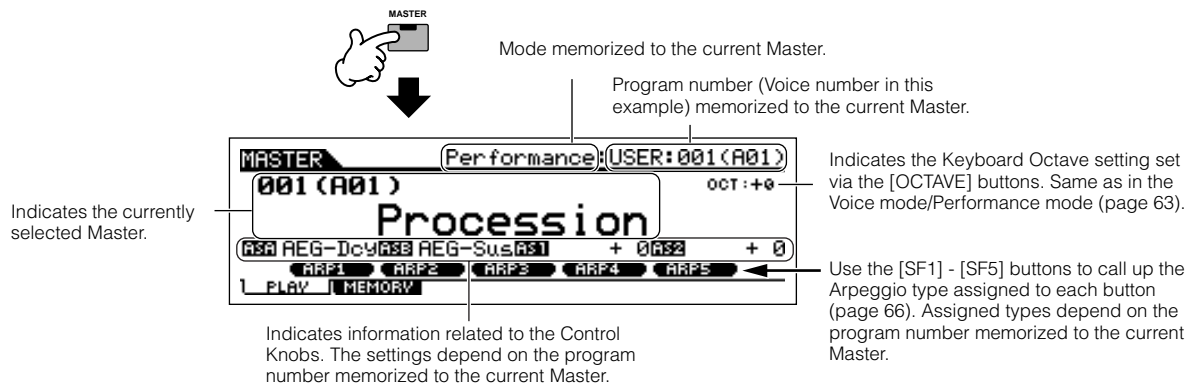 MASTER
Mode memorized to the current Master.
Program number (Voice number in this
example) memorized to the current Master.
MASTER
Performance:USER:001(A01)
001(A01)
OCT:+0
Procession
ASA AEG-Dcy ASB AEG-Sus AS1 + 0 AS2 + 0
ARP1 ARP2 ARP3 ARP4 ARP5
PLAY MEMORY
Indicates the currently
selected Master.
Indicates the Keyboard Octave setting set
via the [OCTAVE] buttons. Same as in the
Voice mode/Performance mode (page 63).
Use the [SF1] - [SF5] buttons to call up the
Arpeggio type assigned to each button
(page 66). Assigned types depend on the
program number memorized to the current
Master.
Indicates information related to the Control
Knobs. The settings depend on the program
number memorized to the current Master.